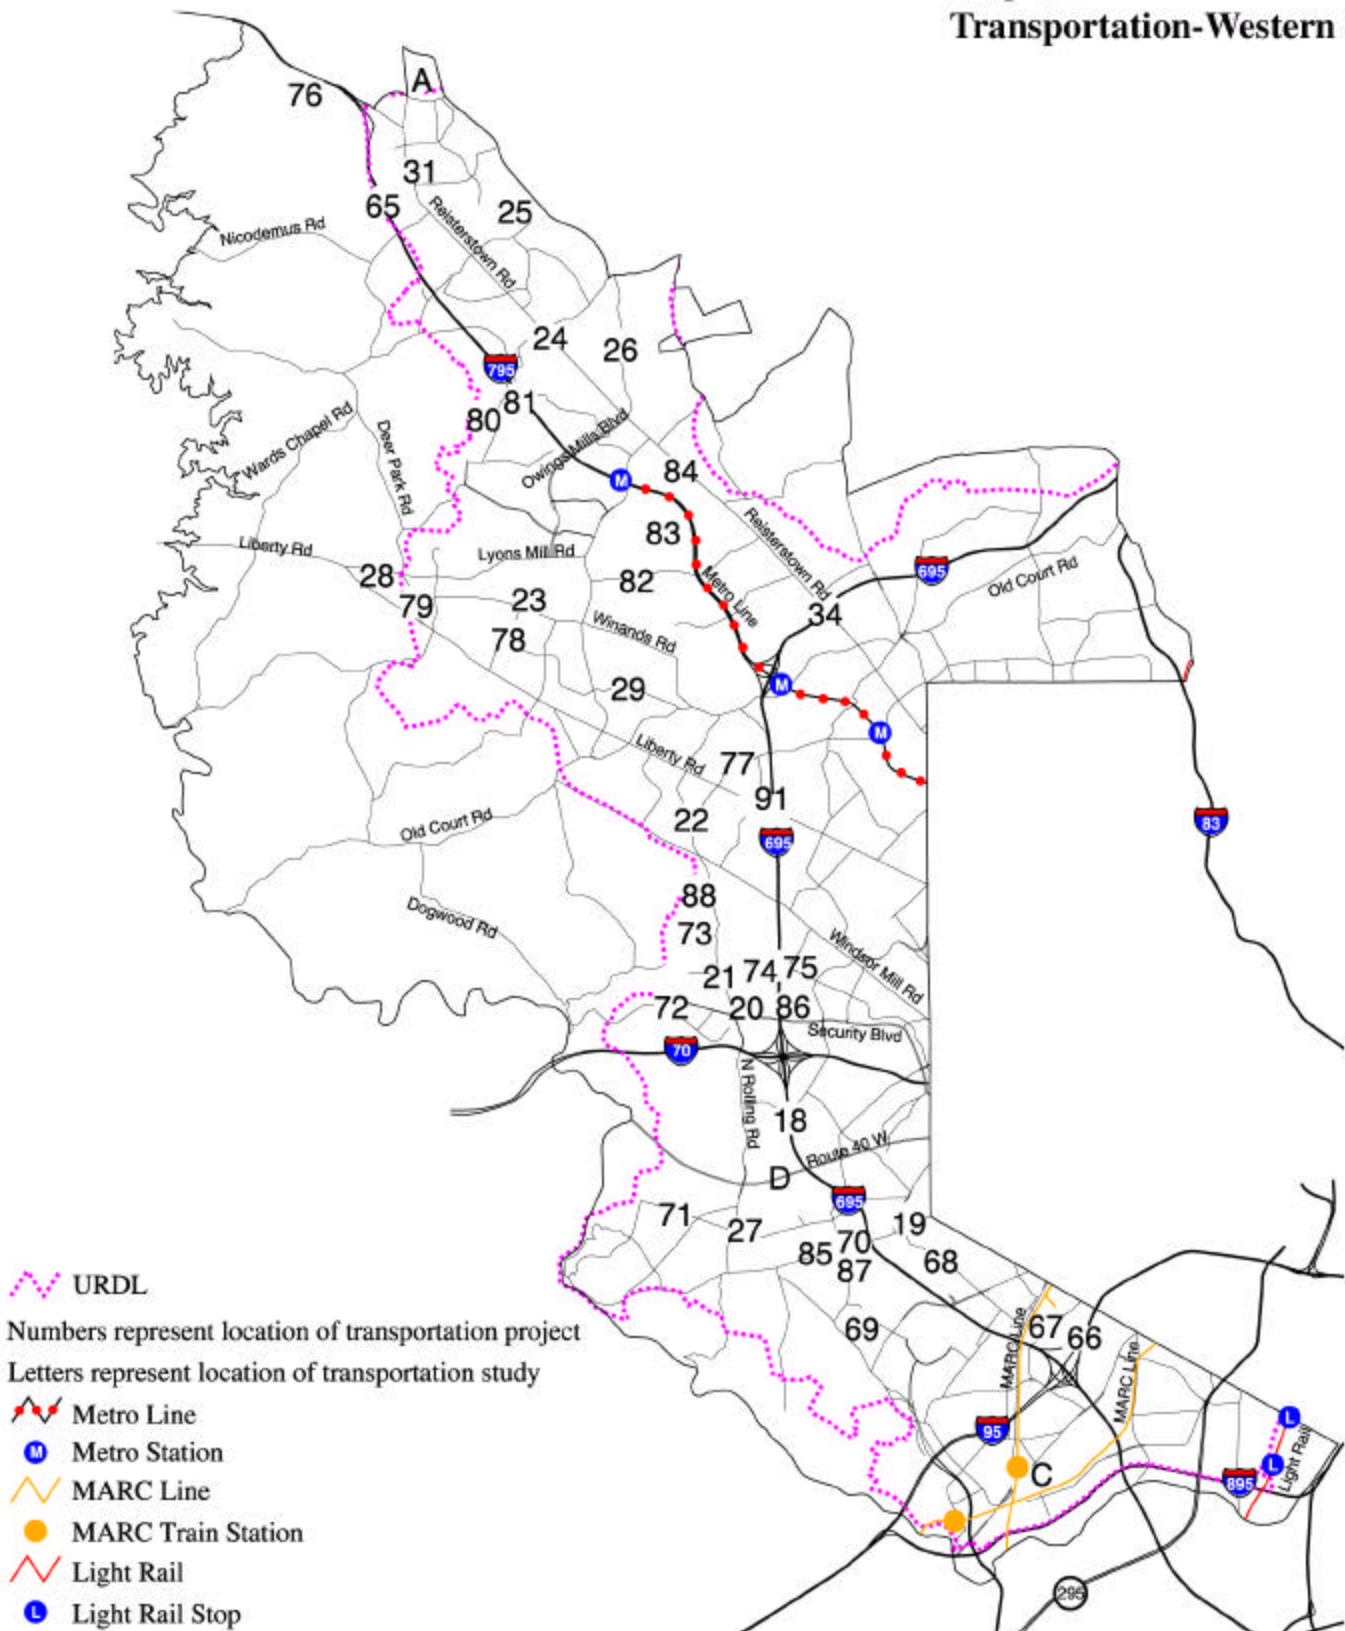 Transportation-Western
A
76
31
65
25
Nicodemus Rd
Reisterstown Rd
24
26
795
81
80
Wards Chapel Rd
Deer Park Rd
Owings Mills Blvd
M
84
83
Reisterstown Rd
Liberty Rd
Lyons Mill Rd
695
Old Court Rd
28
82
Metro Line
79
23
34
78
Winands Rd
29
M
M
Liberty Rd
77
91
22
Old Court Rd
695
83
88
Dogwood Rd
73
Windsor Mill Rd
21
74
75
72
20
86
Security Blvd
70
N Rolling Rd
18
Route 40 W
D
695
71
27
19
85
70
68
87
69
67
66
MARC Line
MARC Line
95
C
L
L
Light Rail
895
295
URDL
Numbers represent location of transportation project
Letters represent location of transportation study
Metro Line
M
Metro Station
MARC Line
MARC Train Station
Light Rail
L
Light Rail Stop